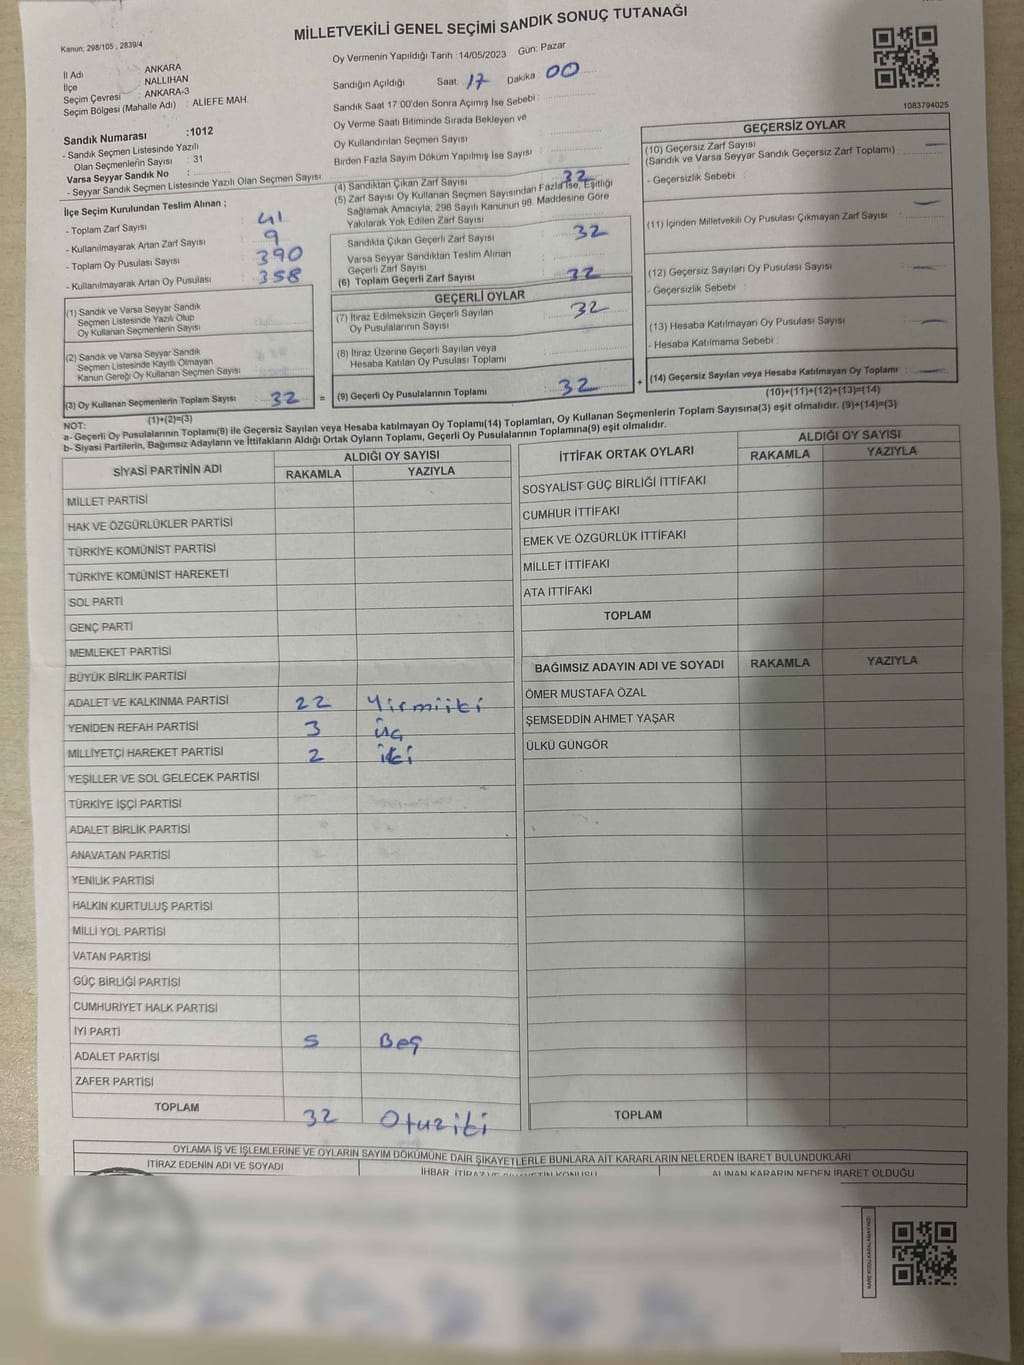 MİLLETVEKİLİ GENEL SEÇİMİ SANDIK SONUÇ TUTANAĞI
Kanun: 298/105 , 2839/4
İl Adı : ANKARA
İlçe : NALLIHAN
Seçim Çevresi : ANKARA-3
Seçim Bölgesi (Mahalle Adı) : ALİEFE MAH.
Sandık Numarası :1012
- Sandık Seçmen Listesinde Yazılı
Olan Seçmenlerin Sayısı : 31
Varsa Seyyar Sandık No :
- Seyyar Sandık Seçmen Listesinde Yazılı Olan Seçmen Sayısı:
Oy Vermenin Yapıldığı Tarih : 14/05/2023 Gün: Pazar
Sandığın Açıldığı Saat: 17 Dakika : 00
Sandık Saat 17:00'den Sonra Açmış İse Sebebi :
Oy Verme Saati Bitiminde Sırada Bekleyen ve
Oy Kullandırılan Seçmen Sayısı :
Birden Fazla Sayım Döküm Yapılmış İse Sayısı :
1083794025
İlçe Seçim Kurulundan Teslim Alınan ;
- Toplam Zarf Sayısı : 41
- Kullanılmayarak Artan Zarf Sayısı : 9
- Toplam Oy Pusulası Sayısı : 390
- Kullanılmayarak Artan Oy Pusulası : 358
(1) Sandık ve Varsa Seyyar Sandık
Seçmen Listesinde Yazılı Olup
Oy Kullanan Seçmenlerin Sayısı :
(2) Sandık ve Varsa Seyyar Sandık
Seçmen Listesinde Kayıtlı Olmayan
Kanun Gereği Oy Kullanan Seçmen Sayısı :
(3) Oy Kullanan Seçmenlerin Toplam Sayısı : 32 =
(1)+(2)=(3)
(4) Sandıktan Çıkan Zarf Sayısı : 32
(5) Zarf Sayısı Oy Kullanan Seçmen Sayısından Fazla İse, Eşitliği
Sağlamak Amacıyla; 298 Sayılı Kanunun 98. Maddesine Göre
Yakılarak Yok Edilen Zarf Sayısı :
Sandıkta Çıkan Geçerli Zarf Sayısı : 32
Varsa Seyyar Sandıktan Teslim Alınan
Geçerli Zarf Sayısı :
(6) Toplam Geçerli Zarf Sayısı : 32
GEÇERLİ OYLAR
(7) İtiraz Edilmeksizin Geçerli Sayılan
Oy Pusulalarının Sayısı : 32
(8) İtiraz Üzerine Geçerli Sayılan veya
Hesaba Katılan Oy Pusulası Toplamı :
(9) Geçerli Oy Pusulalarının Toplamı : 32 +
GEÇERSİZ OYLAR
(10) Geçersiz Zarf Sayısı : —
(Sandık ve Varsa Seyyar Sandık Geçersiz Zarf Toplamı)
- Geçersizlik Sebebi :
(11) İçinden Milletvekili Oy Pusulası Çıkmayan Zarf Sayısı : —
(12) Geçersiz Sayılan Oy Pusulası Sayısı : —
- Geçersizlik Sebebi :
(13) Hesaba Katılmayan Oy Pusulası Sayısı : —
- Hesaba Katılmama Sebebi :
(14) Geçersiz Sayılan veya Hesaba Katılmayan Oy Toplamı : —
(10)+(11)+(12)+(13)=(14)
NOT:
a- Geçerli Oy Pusulalarının Toplamı(9) ile Geçersiz Sayılan veya Hesaba katılmayan Oy Toplamı(14) Toplamları, Oy Kullanan Seçmenlerin Toplam Sayısına(3) eşit olmalıdır. (9)+(14)=(3)
b- Siyasi Partilerin, Bağımsız Adayların ve İttifakların Aldığı Ortak Oyların Toplamı, Geçerli Oy Pusulalarının Toplamına(9) eşit olmalıdır.
SİYASİ PARTİNİN ADI ALDIĞI OY SAYISI
RAKAMLA YAZIYLA
MİLLET PARTİSİ
HAK VE ÖZGÜRLÜKLER PARTİSİ
TÜRKİYE KOMÜNİST PARTİSİ
TÜRKİYE KOMÜNİST HAREKETİ
SOL PARTİ
GENÇ PARTİ
MEMLEKET PARTİSİ
BÜYÜK BİRLİK PARTİSİ
ADALET VE KALKINMA PARTİSİ 22 Yirmiiki
YENİDEN REFAH PARTİSİ 3 üç
MİLLİYETÇİ HAREKET PARTİSİ 2 iki
YEŞİLLER VE SOL GELECEK PARTİSİ
TÜRKİYE İŞÇİ PARTİSİ
ADALET BİRLİK PARTİSİ
ANAVATAN PARTİSİ
YENİLİK PARTİSİ
HALKIN KURTULUŞ PARTİSİ
MİLLİ YOL PARTİSİ
VATAN PARTİSİ
GÜÇ BİRLİĞİ PARTİSİ
CUMHURİYET HALK PARTİSİ
İYİ PARTİ 5 Beş
ADALET PARTİSİ
ZAFER PARTİSİ
TOPLAM 32 Otuziki
İTTİFAK ORTAK OYLARI ALDIĞI OY SAYISI
RAKAMLA YAZIYLA
SOSYALİST GÜÇ BİRLİĞİ İTTİFAKI
CUMHUR İTTİFAKI
EMEK VE ÖZGÜRLÜK İTTİFAKI
MİLLET İTTİFAKI
ATA İTTİFAKI
TOPLAM
BAĞIMSIZ ADAYIN ADI VE SOYADI RAKAMLA YAZIYLA
ÖMER MUSTAFA ÖZAL
ŞEMSEDDİN AHMET YAŞAR
ÜLKÜ GÜNGÖR
TOPLAM
OYLAMA İŞ VE İŞLEMLERİNE VE OYLARIN SAYIM DÖKÜMÜNE DAİR ŞİKAYETLERLE BUNLARA AİT KARARLARIN NELERDEN İBARET BULUNDUKLARI
İTİRAZ EDENİN ADI VE SOYADI İHBAR, İTİRAZ VE ŞİKAYETİN KONUSU ALINAN KARARIN NEDEN İBARET OLDUĞU